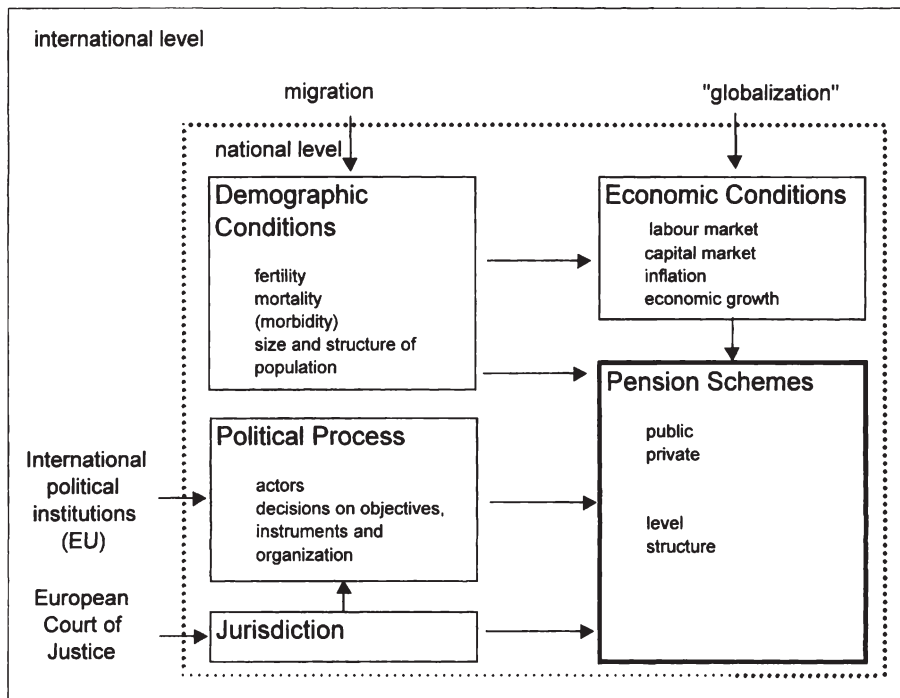 international level
migration
"globalization"
national level
Demographic
Conditions
fertility
mortality
(morbidity)
size and structure of
population
Economic Conditions
labour market
capital market
inflation
economic growth
Pension Schemes
public
private
level
structure
Political Process
actors
decisions on objectives,
instruments and
organization
International
political
institutions
(EU)
European
Court of
Justice
Jurisdiction